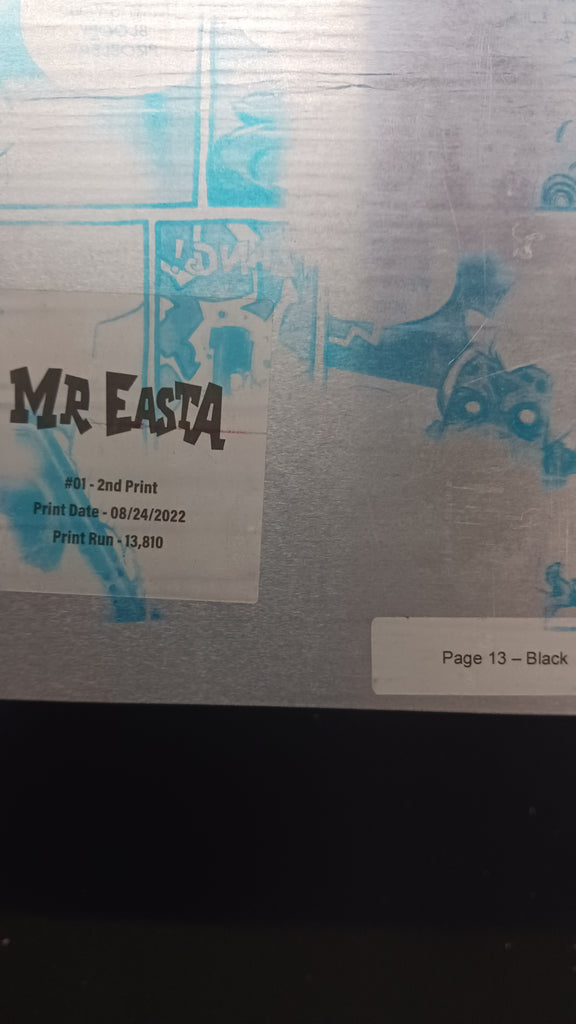 MR EASTA
#01 - 2nd Print
Print Date - 08/24/2022
Print Run - 13,810
Page 13 – Black